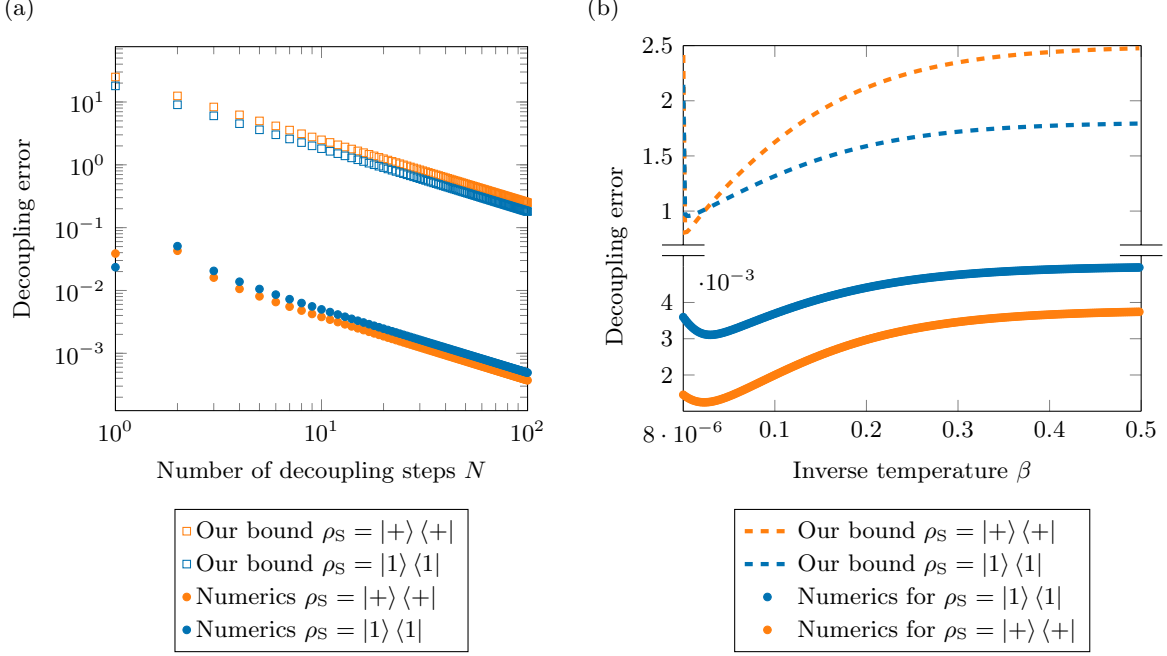 (a)
10^1
10^0
10^{-1}
10^{-2}
10^{-3}
Decoupling error
10^0 10^1 10^2
Number of decoupling steps N
Our bound ρ_S = |+⟩⟨+|
Our bound ρ_S = |1⟩⟨1|
Numerics ρ_S = |+⟩⟨+|
Numerics ρ_S = |1⟩⟨1|
(b)
2.5
2
1.5
1
·10^{-3}
4
3
2
Decoupling error
8 · 10^{-6} 0.1 0.2 0.3 0.4 0.5
Inverse temperature β
Our bound ρ_S = |+⟩⟨+|
Our bound ρ_S = |1⟩⟨1|
Numerics for ρ_S = |1⟩⟨1|
Numerics for ρ_S = |+⟩⟨+|